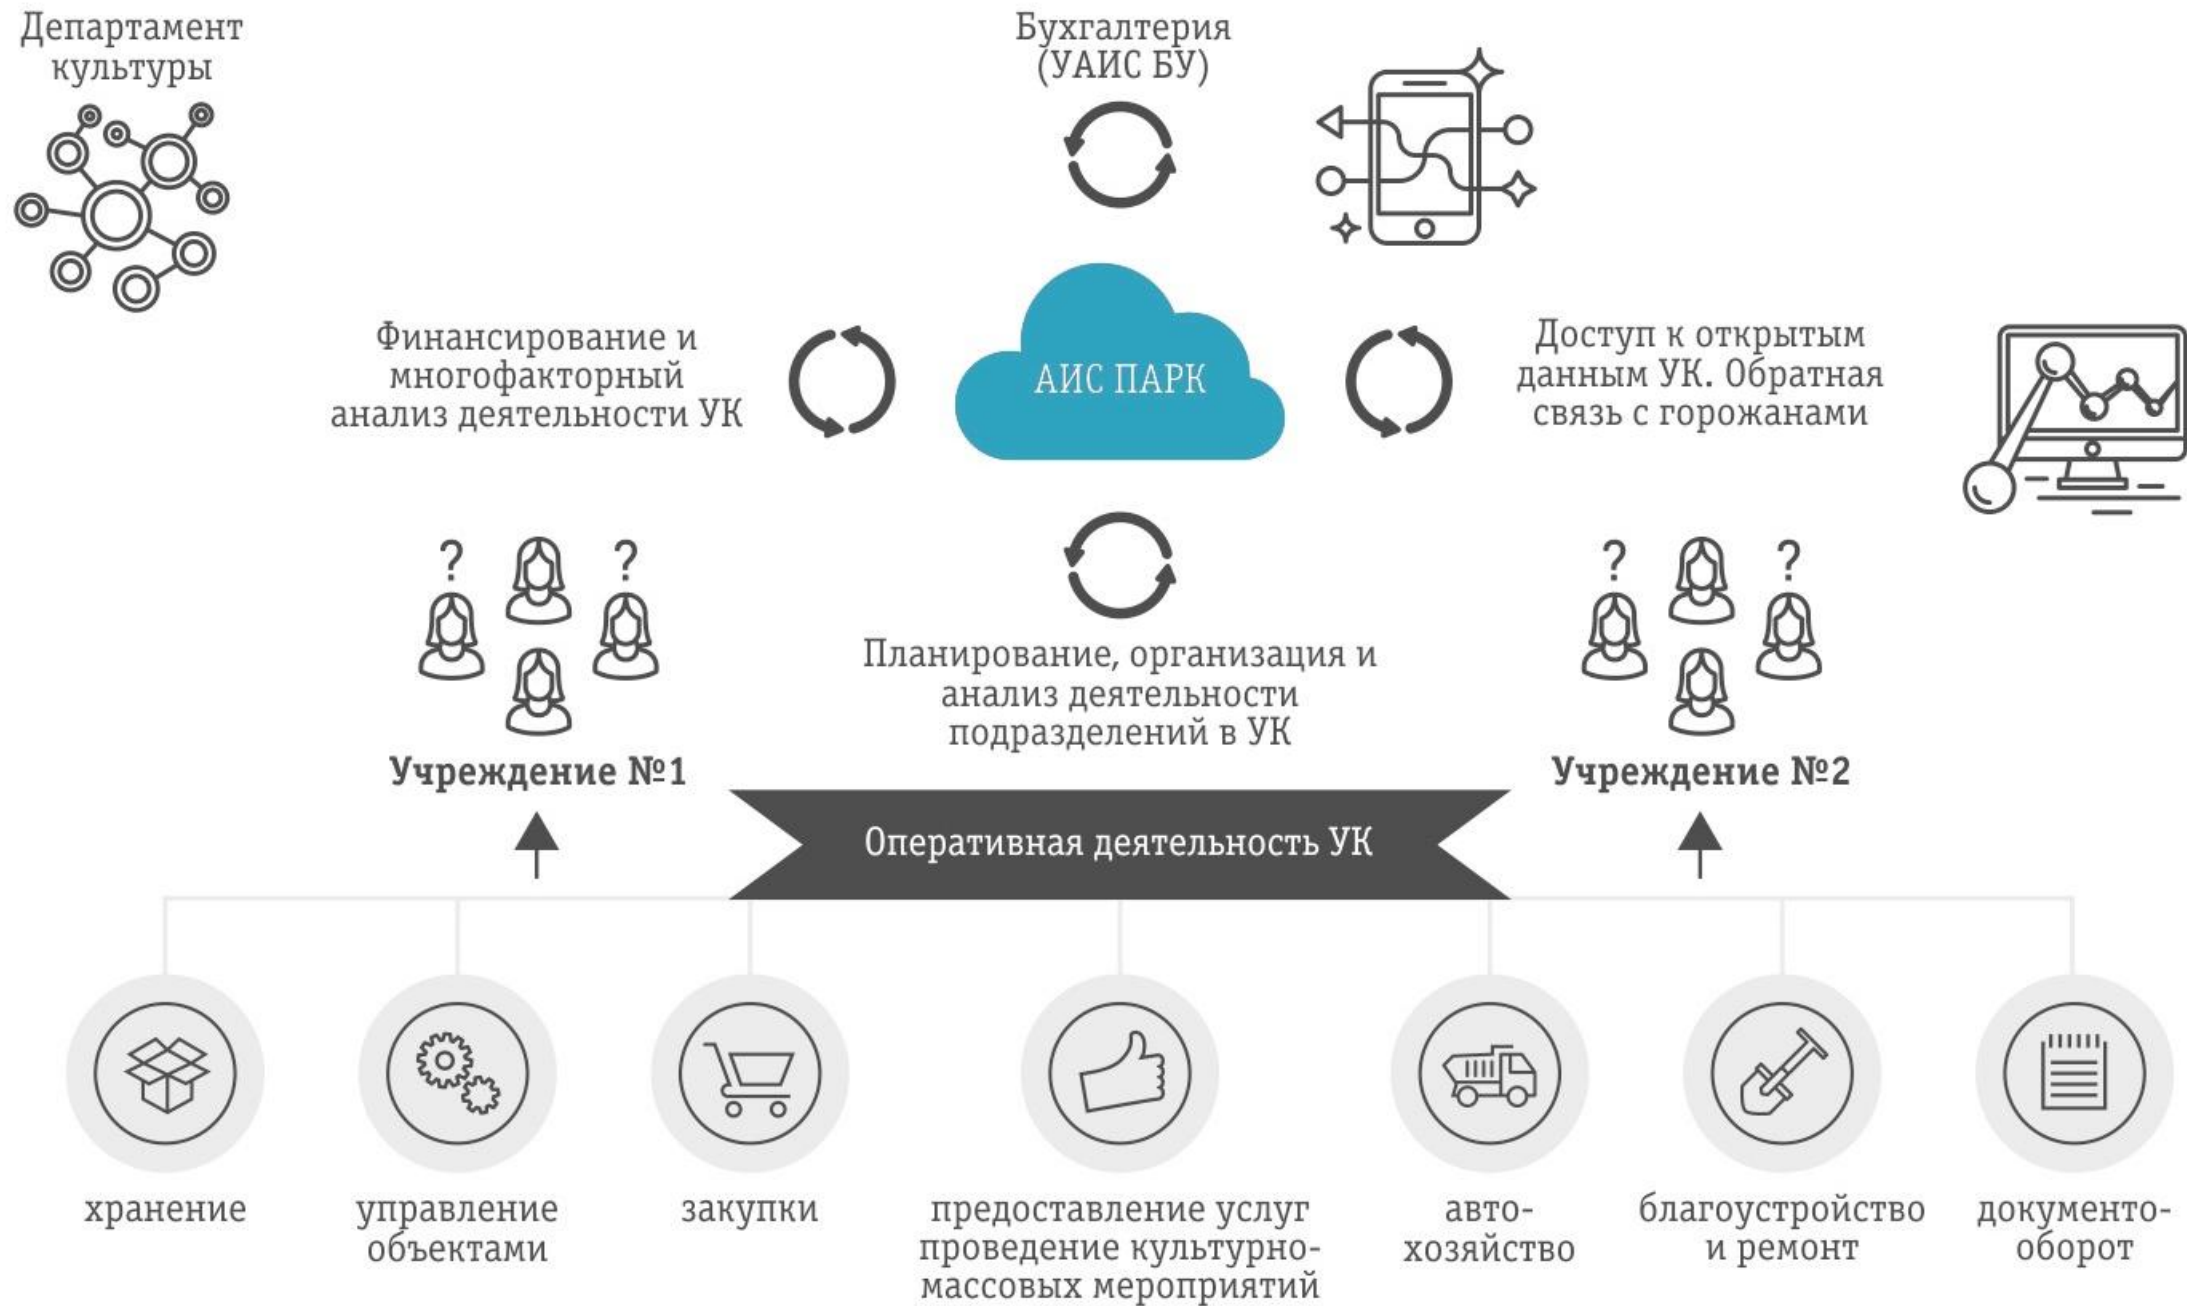 Департамент
культуры
Бухгалтерия
(УАИС БУ)
Финансирование и
многофакторный
анализ деятельности УК
АИС ПАРК
Доступ к открытым
данным УК. Обратная
связь с горожанами
? ?
? ?
Планирование, организация и
анализ деятельности
подразделений в УК
Учреждение №1
Учреждение №2
Оперативная деятельность УК
хранение
управление
объектами
закупки
предоставление услуг
проведение культурно-
массовых мероприятий
авто-
хозяйство
благоустройство
и ремонт
документо-
оборот